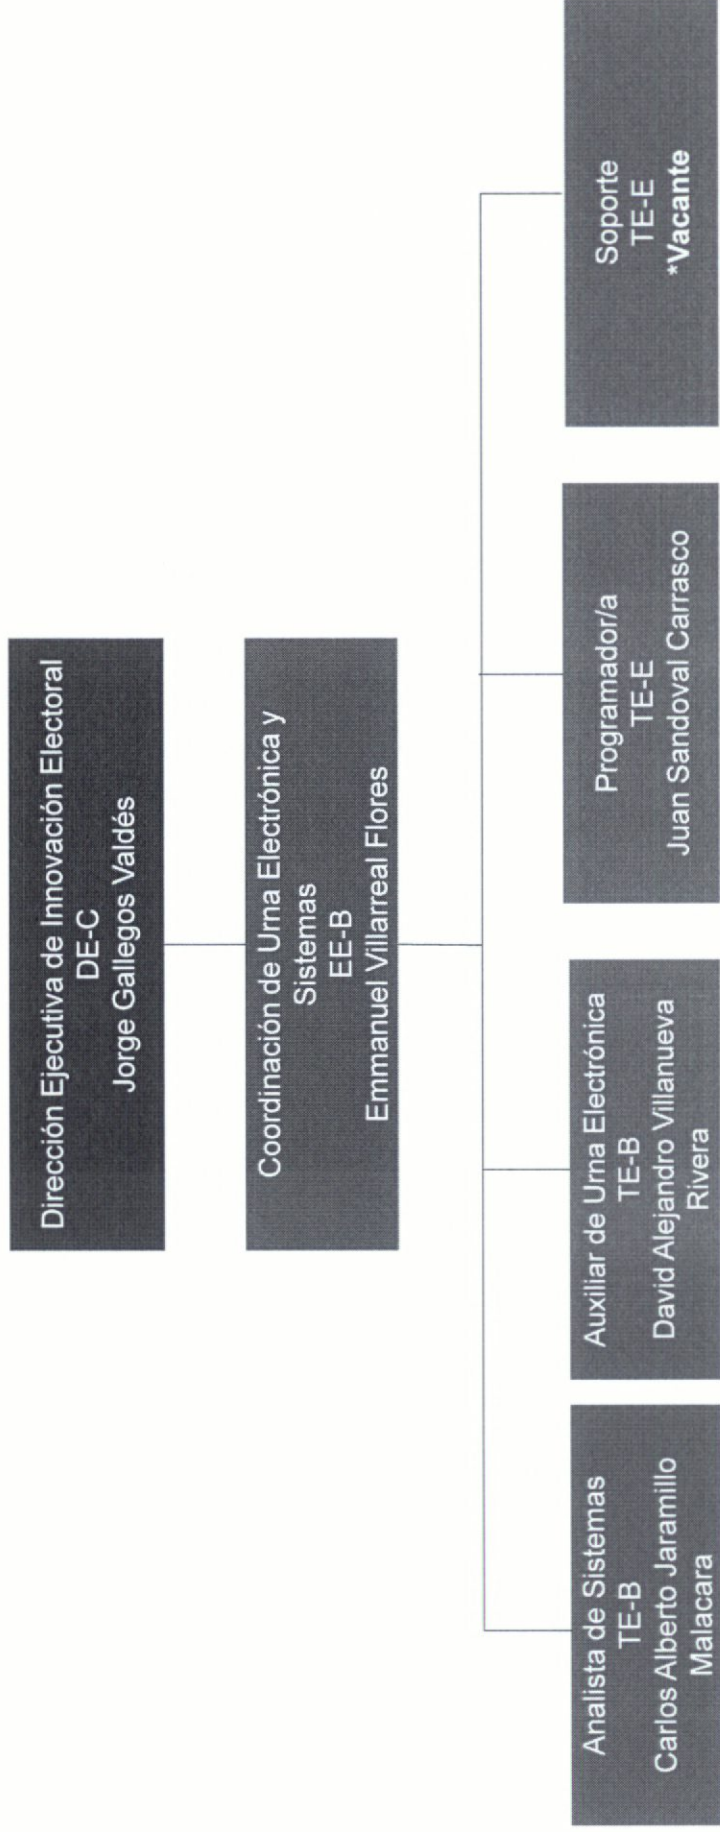 Dirección Ejecutiva de Innovación Electoral
DE-C
Jorge Gallegos Valdés
Coordinación de Urna Electrónica y
Sistemas
EE-B
Emmanuel Villarreal Flores
Analista de Sistemas
TE-B
Carlos Alberto Jaramillo
Malacara
Auxiliar de Urna Electrónica
TE-B
David Alejandro Villanueva
Rivera
Programador/a
TE-E
Juan Sandoval Carrasco
Soporte
TE-E
*Vacante